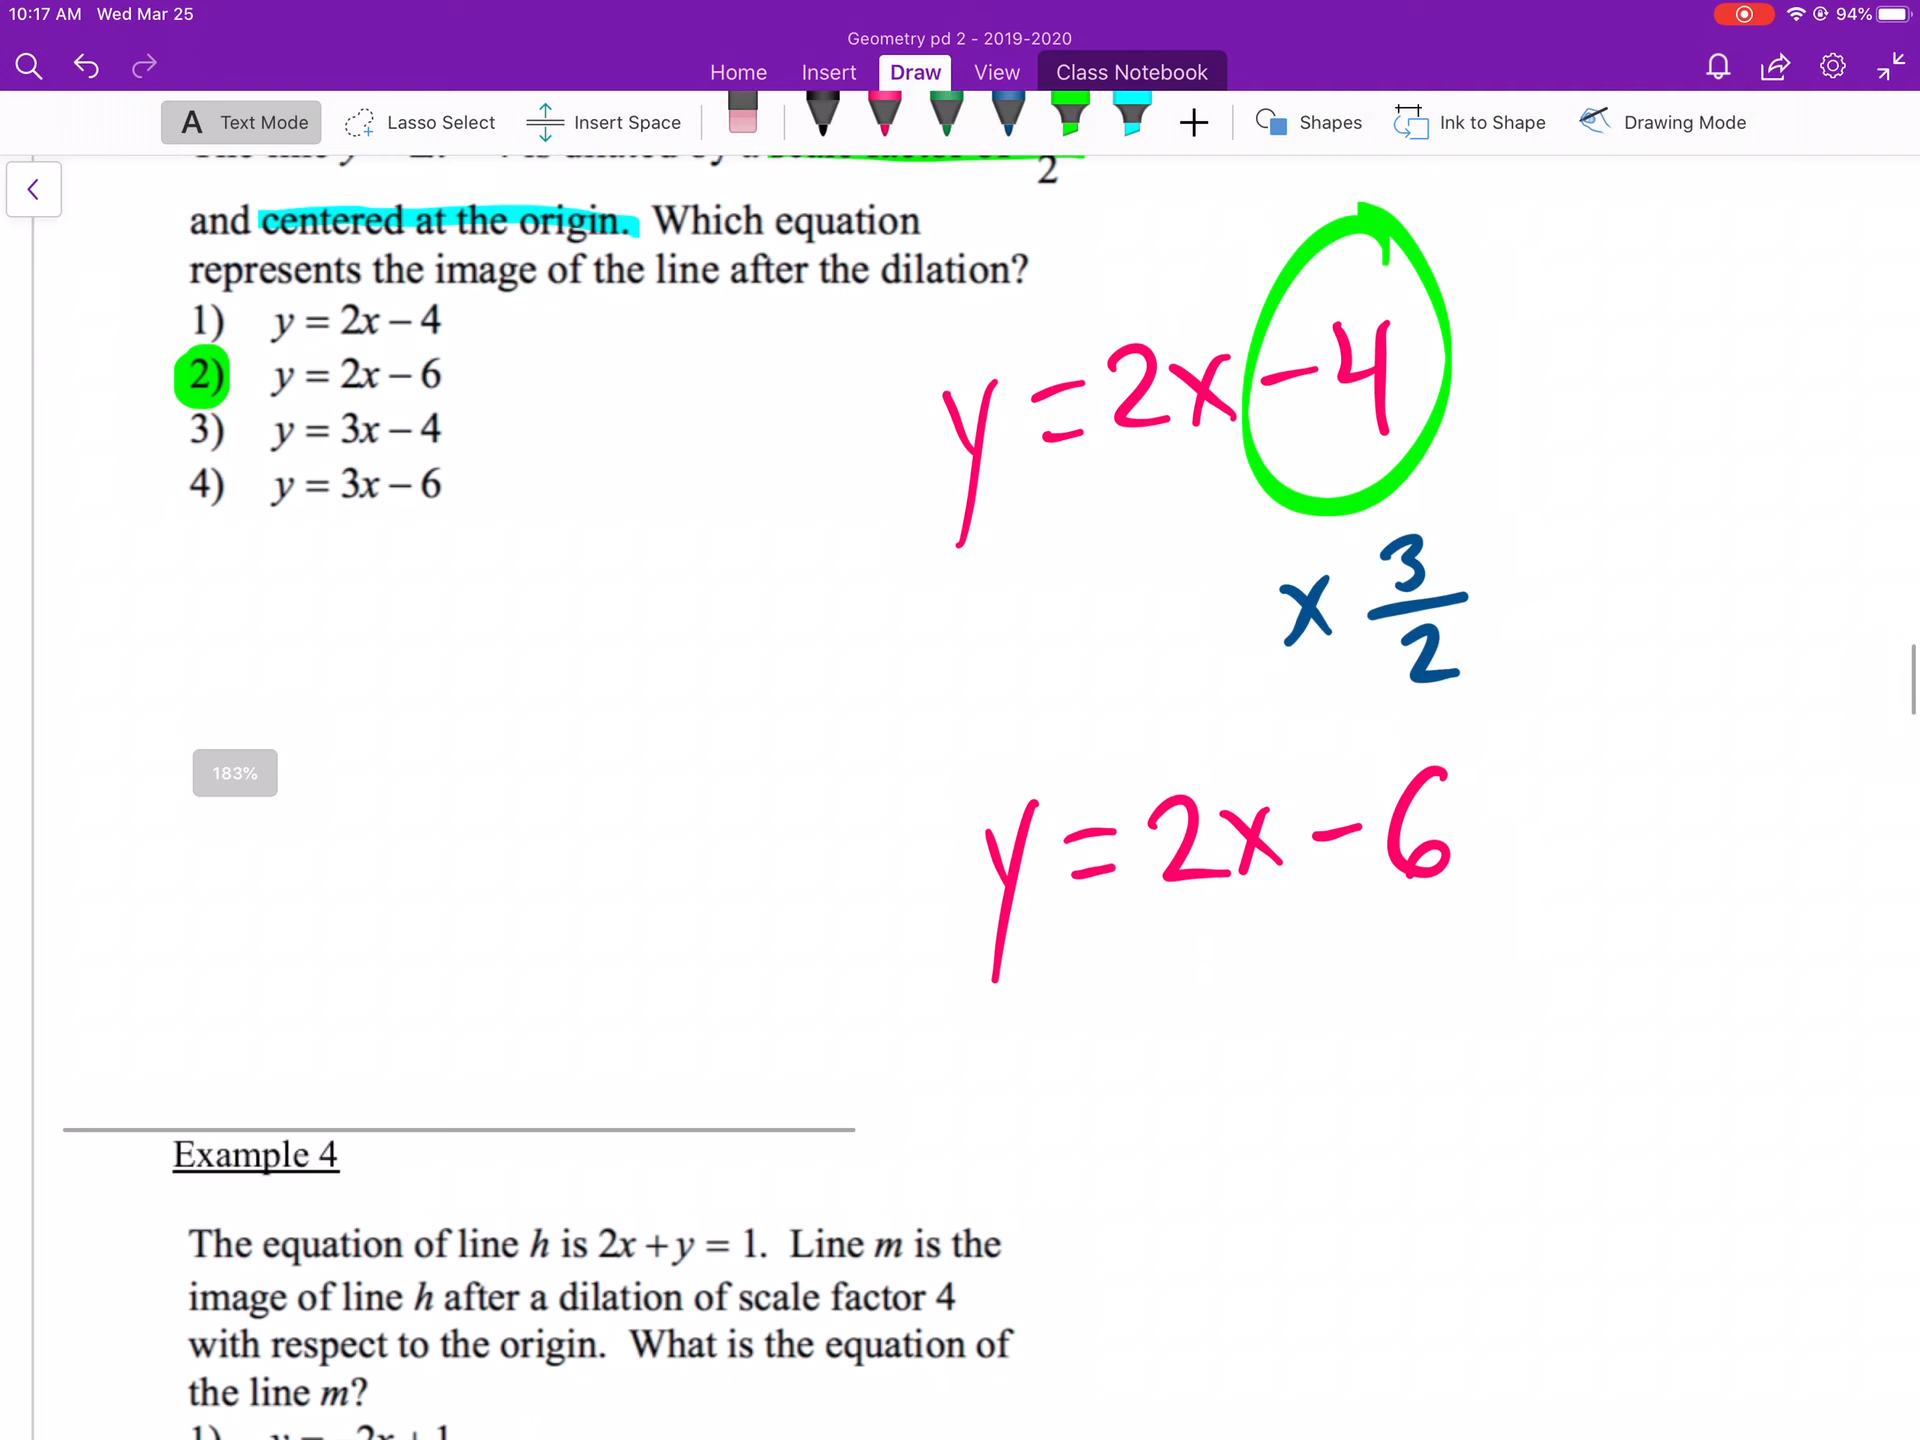 10:17 AM Wed Mar 25
94%
Geometry pd 2 - 2019-2020
Home Insert Draw View Class Notebook
A Text Mode Lasso Select Insert Space Shapes Ink to Shape Drawing Mode
2
and centered at the origin. Which equation
represents the image of the line after the dilation?
1) y = 2x – 4
2) y = 2x – 6
3) y = 3x – 4
4) y = 3x – 6
y = 2x – 4
x 3/2
183%
y = 2x – 6
Example 4
The equation of line h is 2x + y = 1. Line m is the
image of line h after a dilation of scale factor 4
with respect to the origin. What is the equation of
the line m?